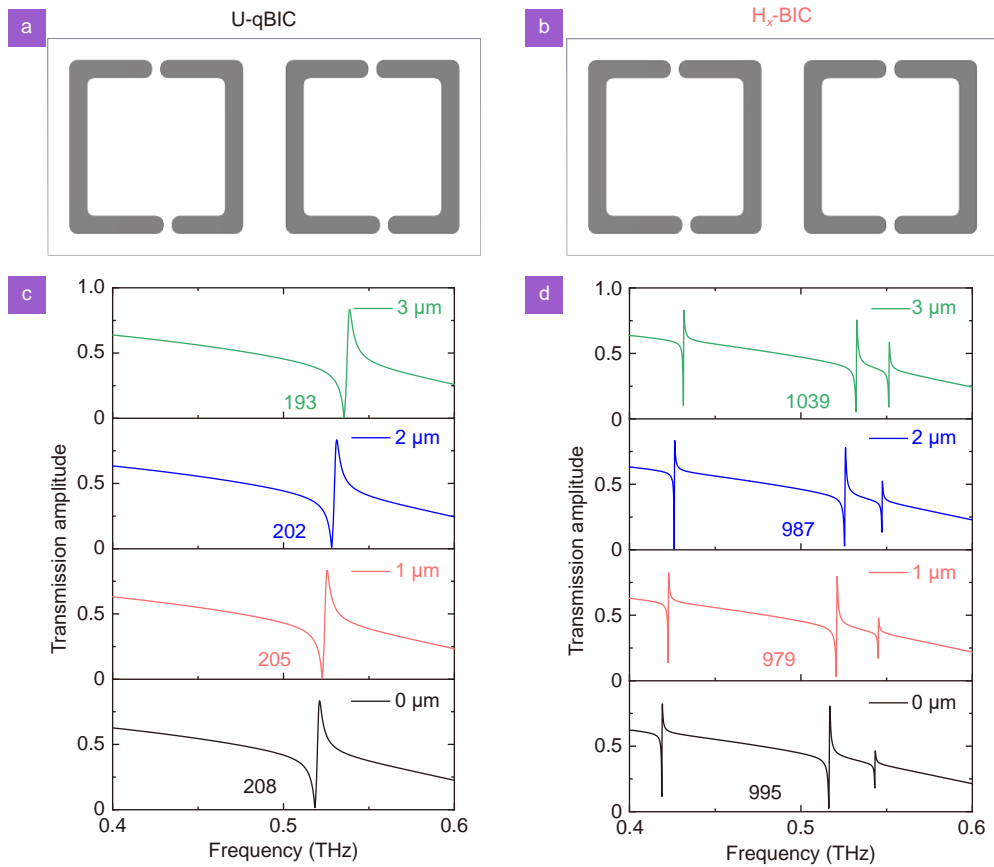 a
U-qBIC
b
Hx-BIC
c
Transmission amplitude
1.0
0.5
0
3 μm
193
0.5
0
2 μm
202
0.5
0
1 μm
205
0.5
0.0
0 μm
208
0.4
0.5
0.6
Frequency (THz)
d
Transmission amplitude
1.0
0.5
0
3 μm
1039
0.5
0
2 μm
987
0.5
0
1 μm
979
0.5
0
0 μm
995
0.4
0.5
0.6
Frequency (THz)